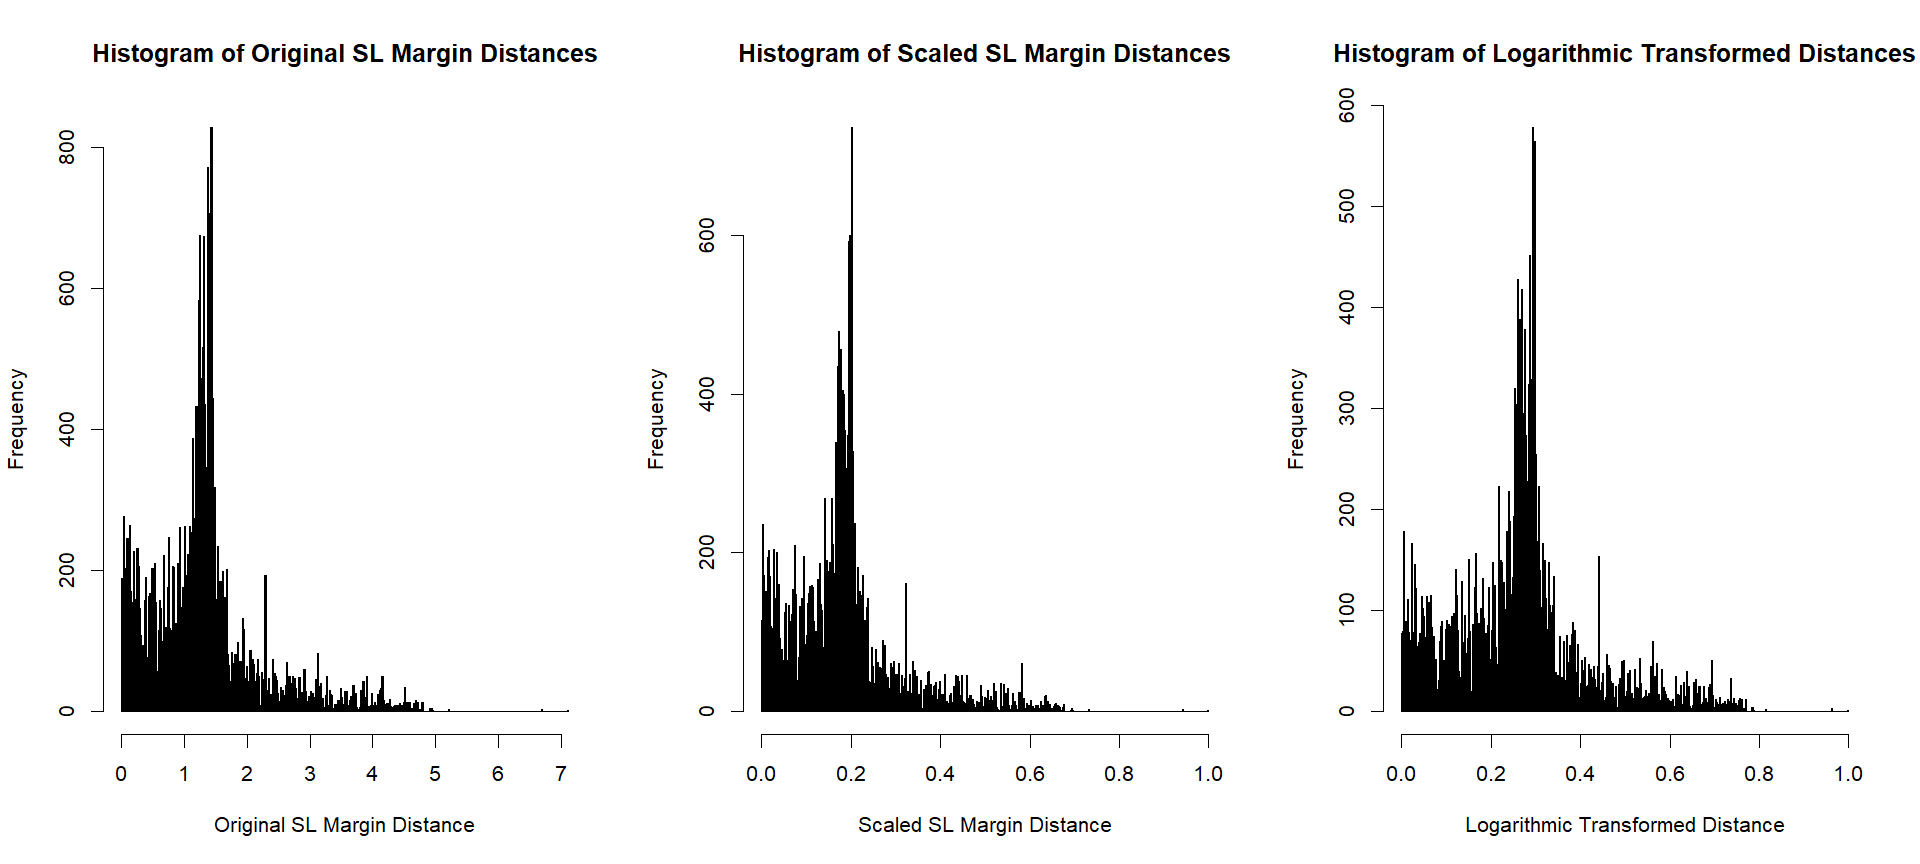 Histogram of Original SL Margin Distances
Frequency
800
600
400
200
0
0 1 2 3 4 5 6 7
Original SL Margin Distance
Histogram of Scaled SL Margin Distances
Frequency
600
400
200
0
0.0 0.2 0.4 0.6 0.8 1.0
Scaled SL Margin Distance
Histogram of Logarithmic Transformed Distances
Frequency
600
500
400
300
200
100
0
0.0 0.2 0.4 0.6 0.8 1.0
Logarithmic Transformed Distance